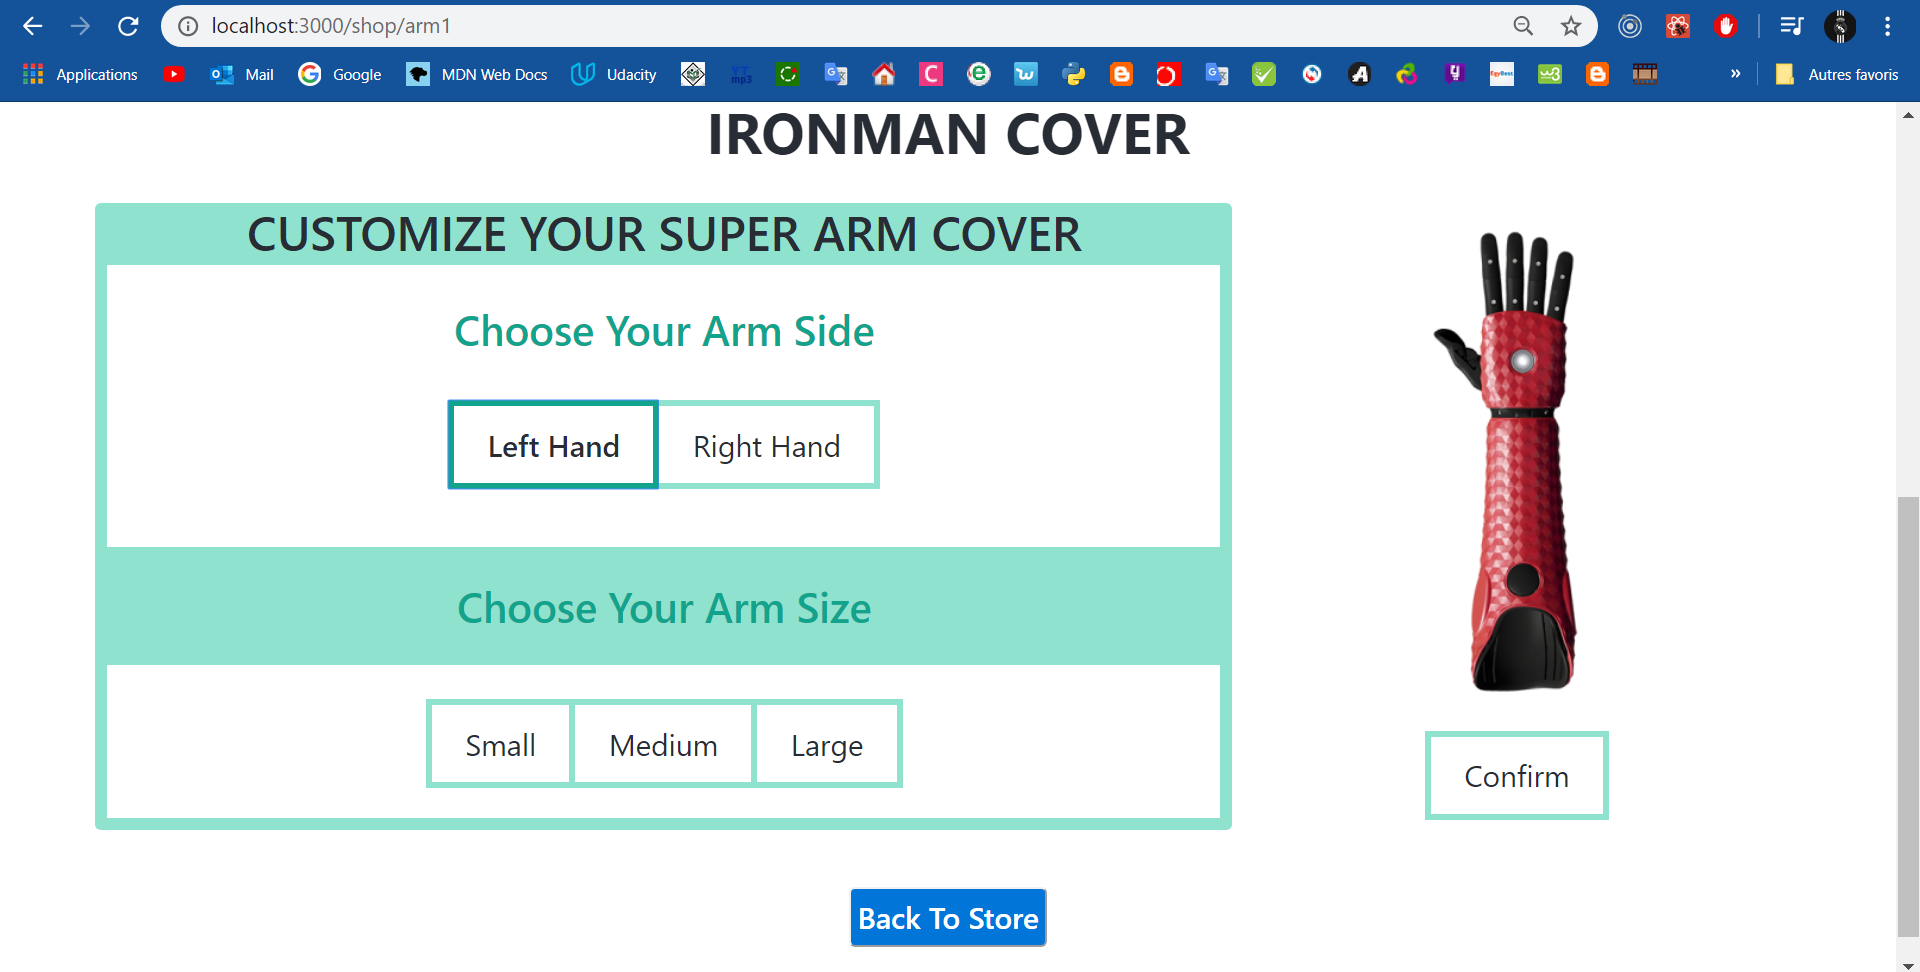 localhost:3000/shop/arm1
Applications Mail Google MDN Web Docs Udacity » Autres favoris
IRONMAN COVER
CUSTOMIZE YOUR SUPER ARM COVER
Choose Your Arm Side
Left Hand Right Hand
Choose Your Arm Size
Small Medium Large
Confirm
Back To Store